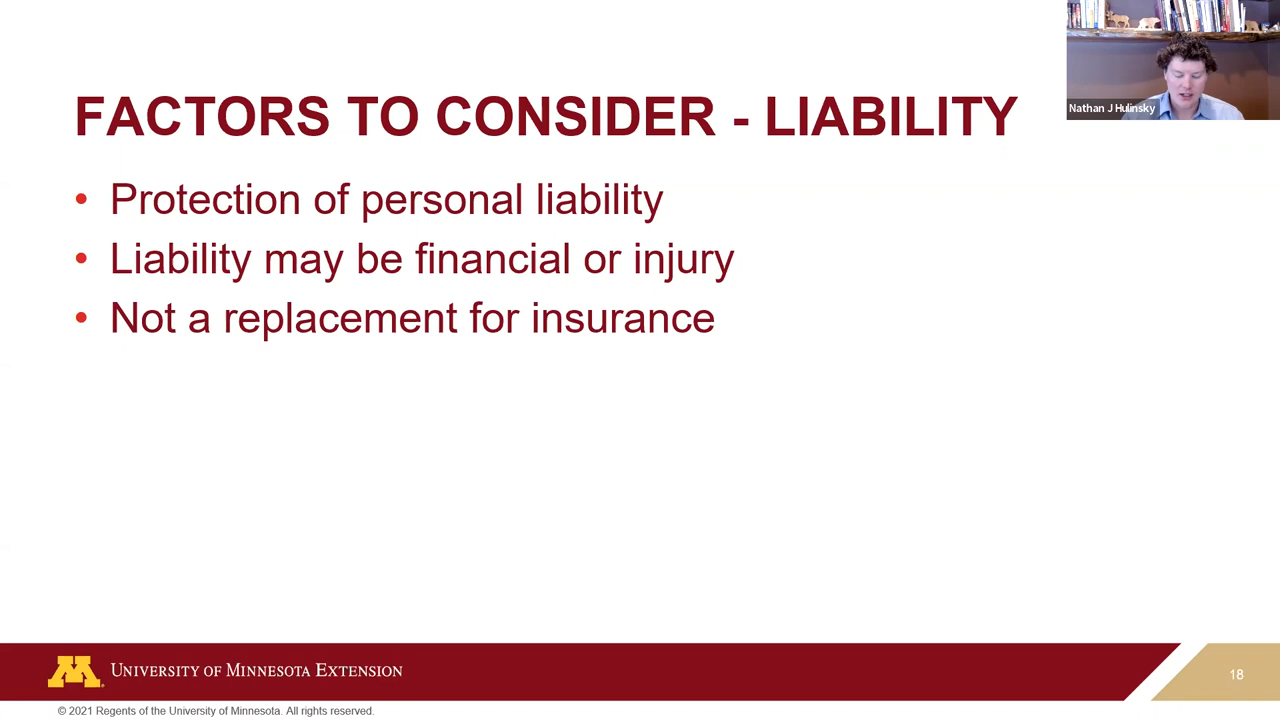 FACTORS TO CONSIDER - LIABILITY
Nathan J Hulinsky
• Protection of personal liability
• Liability may be financial or injury
• Not a replacement for insurance
UNIVERSITY OF MINNESOTA EXTENSION
18
© 2021 Regents of the University of Minnesota. All rights reserved.